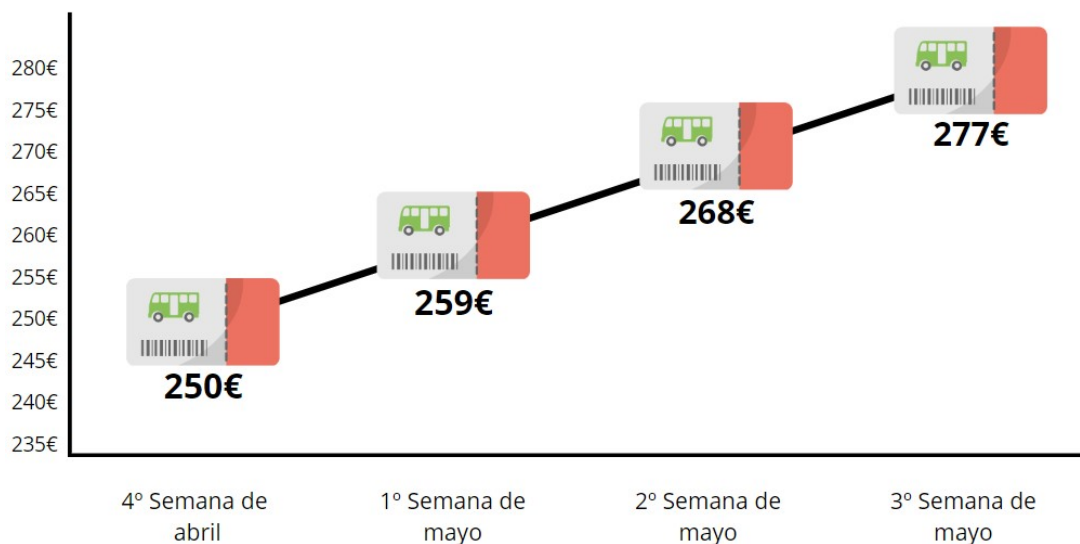 280€
275€
270€
265€
260€
255€
250€
245€
240€
235€
250€
259€
268€
277€
4º Semana de
abril
1º Semana de
mayo
2º Semana de
mayo
3º Semana de
mayo